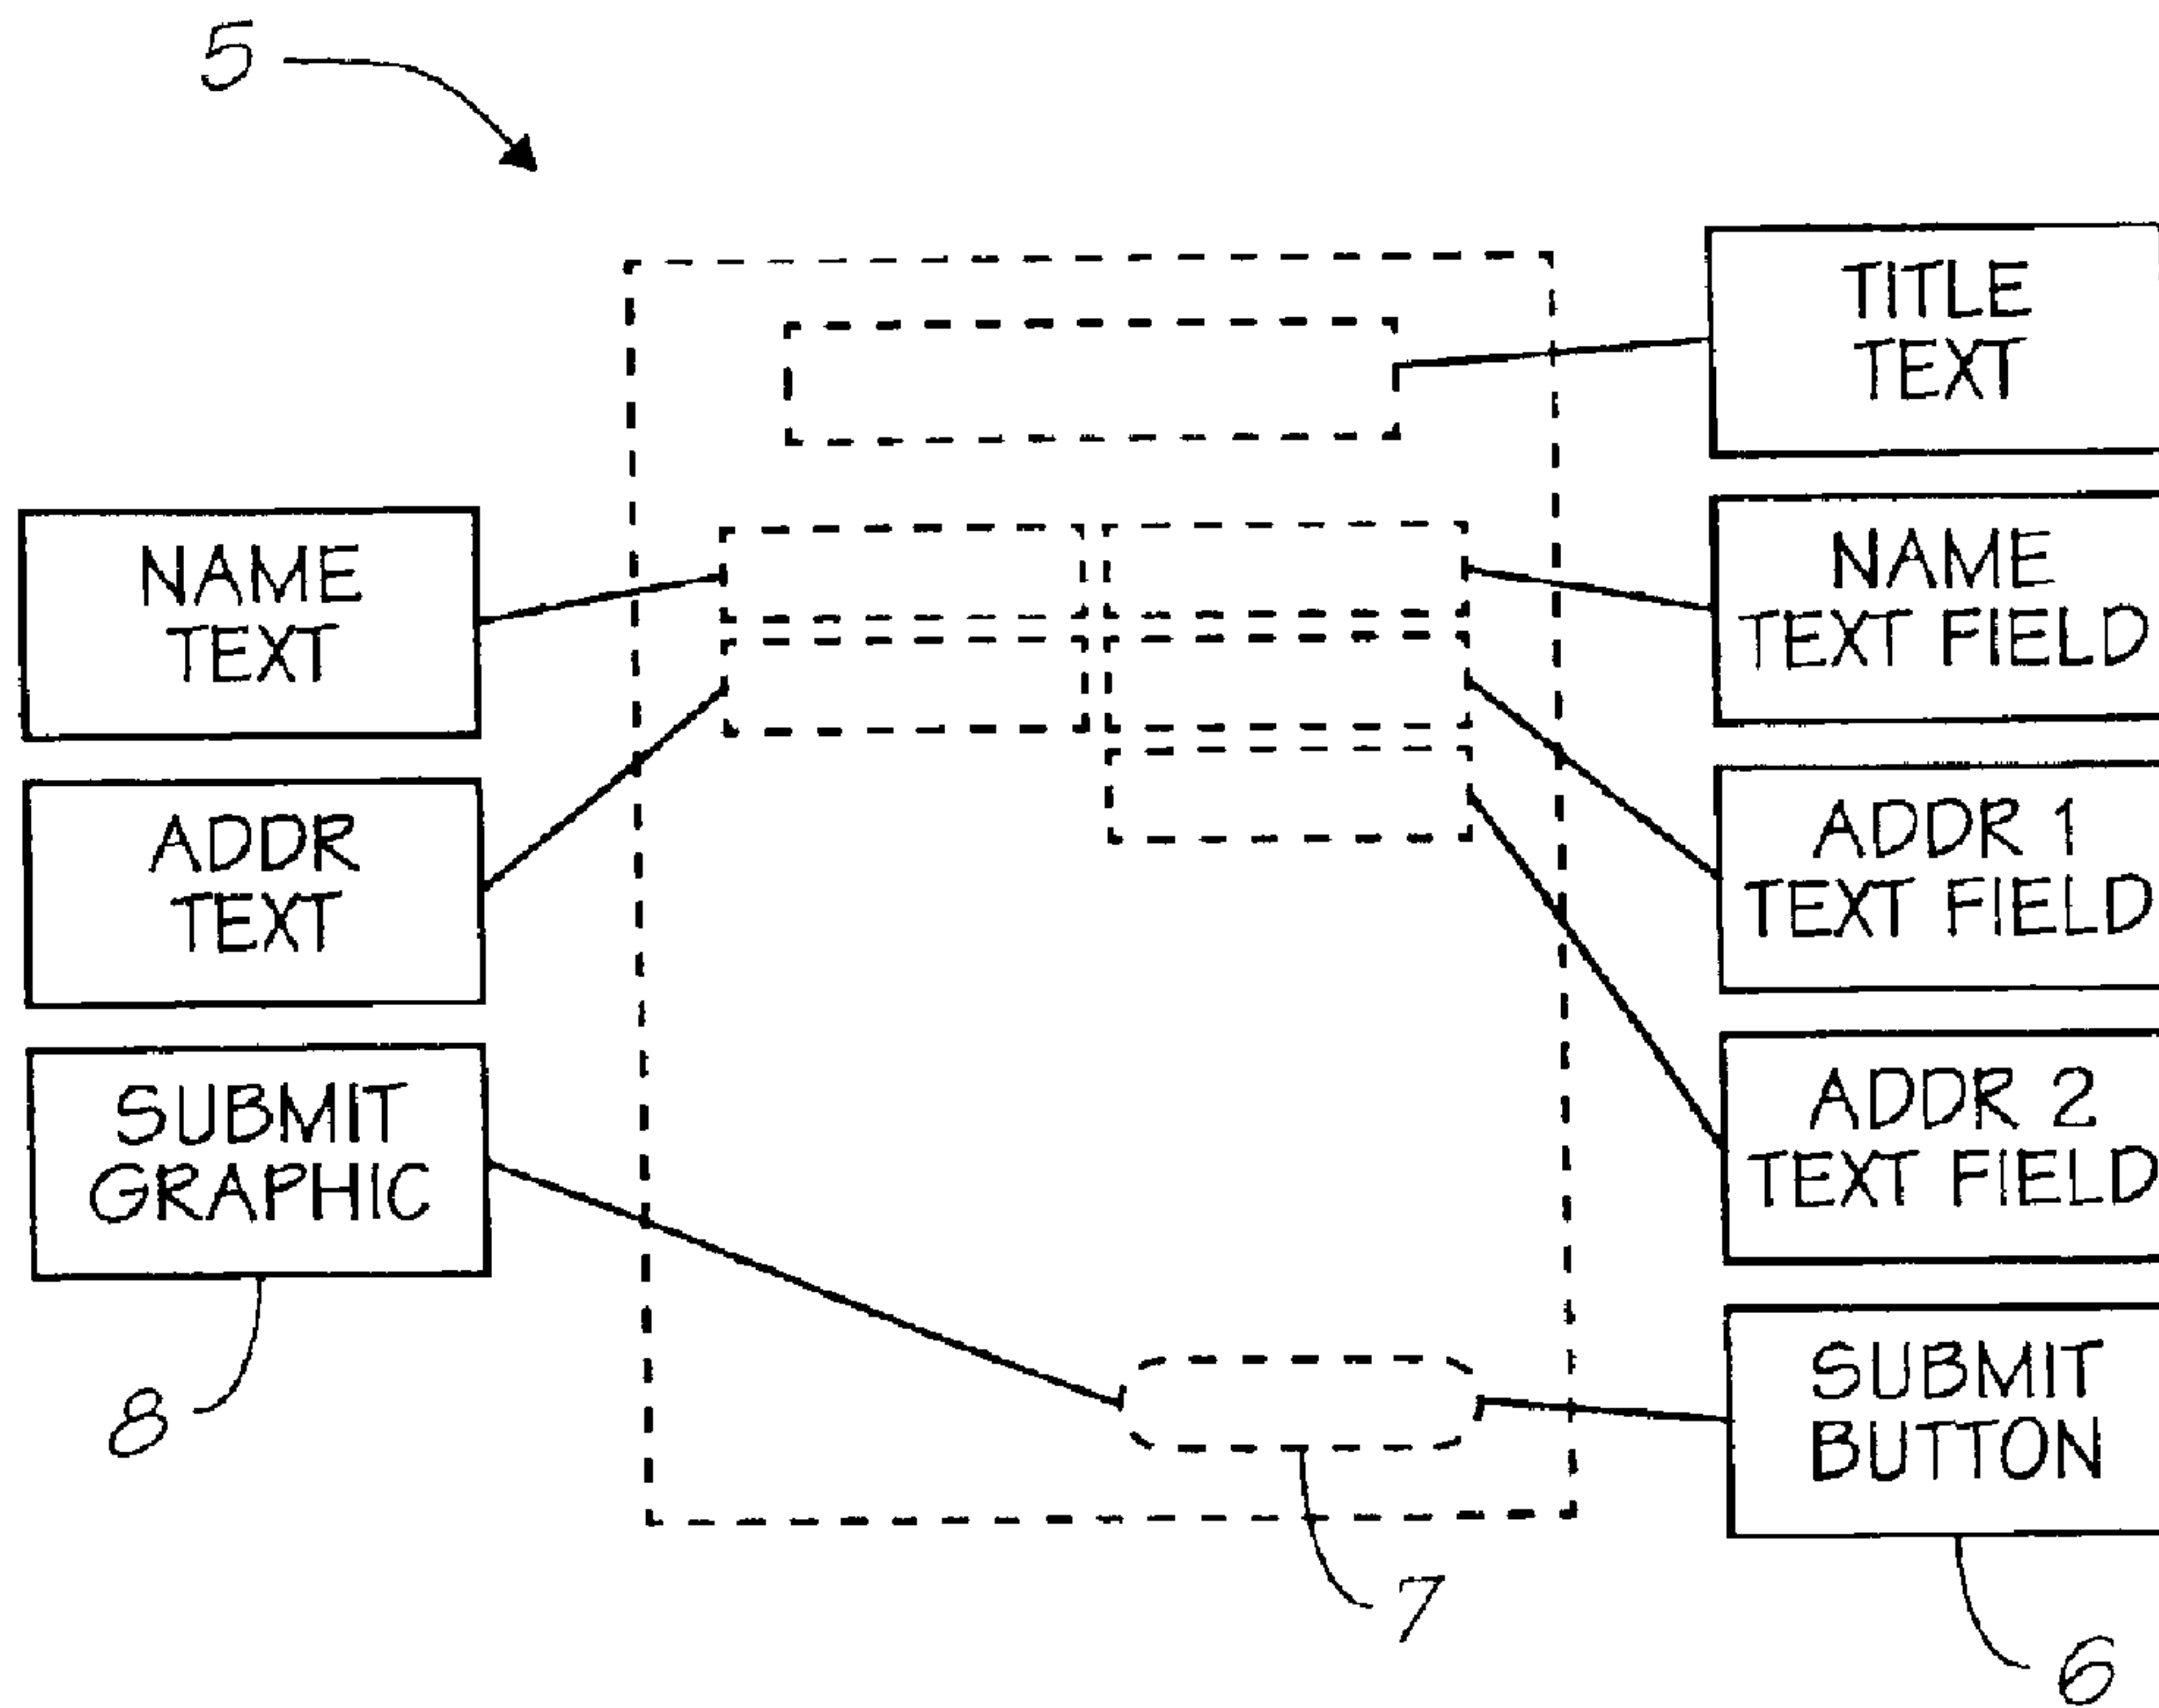 5
TITLE
TEXT
NAME
TEXT
NAME
TEXT FIELD
ADDR
TEXT
ADDR 1
TEXT FIELD
SUBMIT
GRAPHIC
ADDR 2
TEXT FIELD
8
SUBMIT
BUTTON
7
6